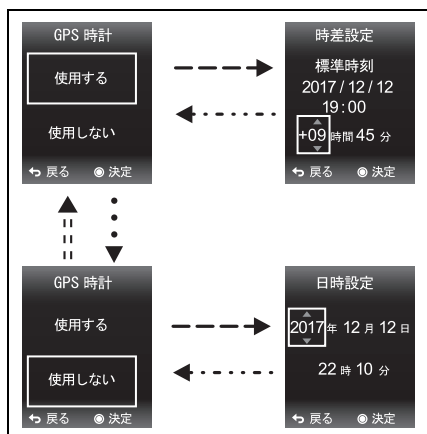 GPS 時計
使用する
使用しない
戻る 決定
時差設定
標準時刻
2017 / 12 / 12
19:00
+09 時間 45 分
戻る 決定
GPS 時計
使用する
使用しない
戻る 決定
日時設定
2017 年 12 月 12 日
22 時 10 分
戻る 決定